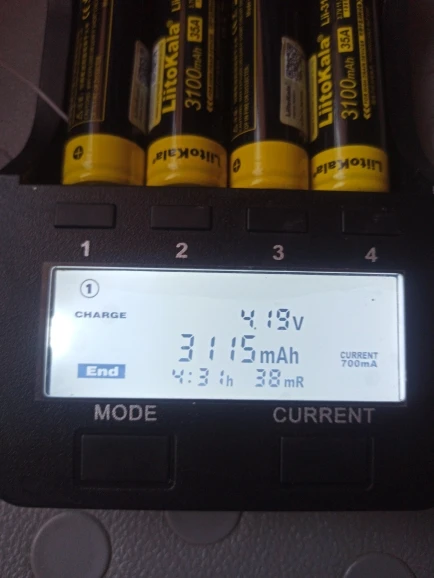 LiitoKala
3100mAh 35A
LiitoKala
3100mAh 35A
LiitoKala
LiitoKala
1 2 3 4
1
CHARGE
4.19V
3115mAh
CURRENT
700mA
End
4:31h 38mR
MODE CURRENT